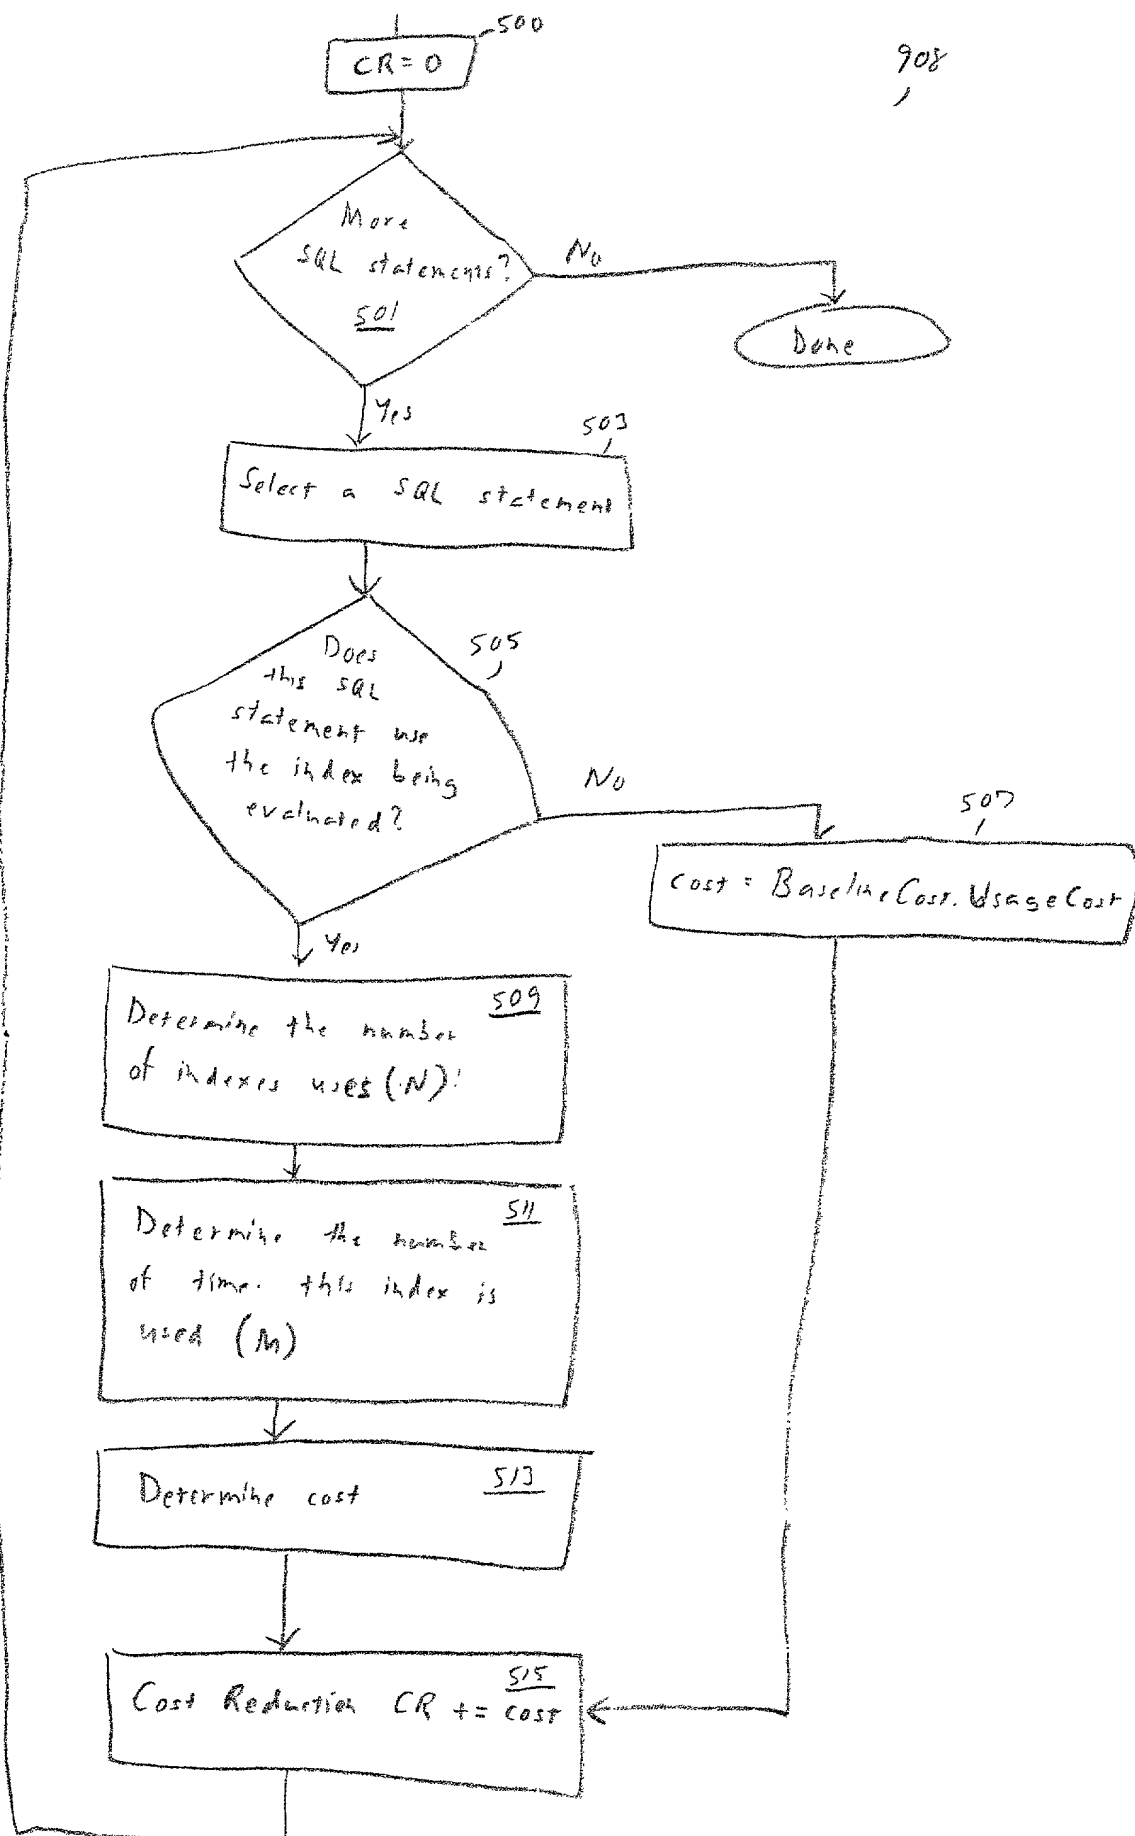 500
CR = 0
908
More
SQL statements?
501
No
Done
Yes
503
Select a SQL statement
505
Does
this SQL
statement use
the index being
evaluated?
No
507
cost = BaselineCost. UsageCost
Yes
509
Determine the number
of indexes uses (N)
511
Determine the number
of time. this index is
used (M)
513
Determine cost
515
Cost Reduction CR += cost